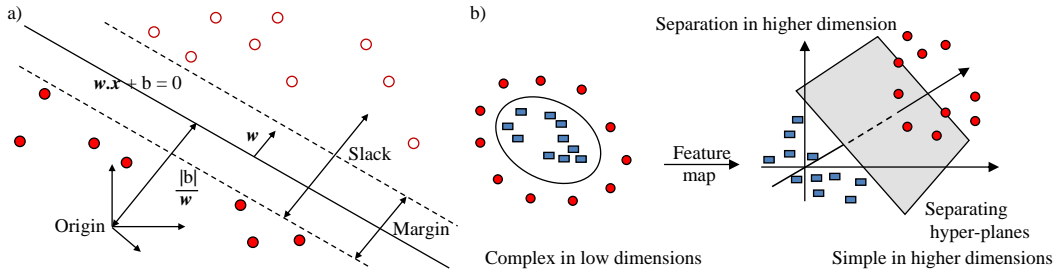 a)
w.x + b = 0
w
Slack
|b|
w
Origin
Margin
b)
Separation in higher dimension
Feature
map
Separating
hyper-planes
Complex in low dimensions
Simple in higher dimensions